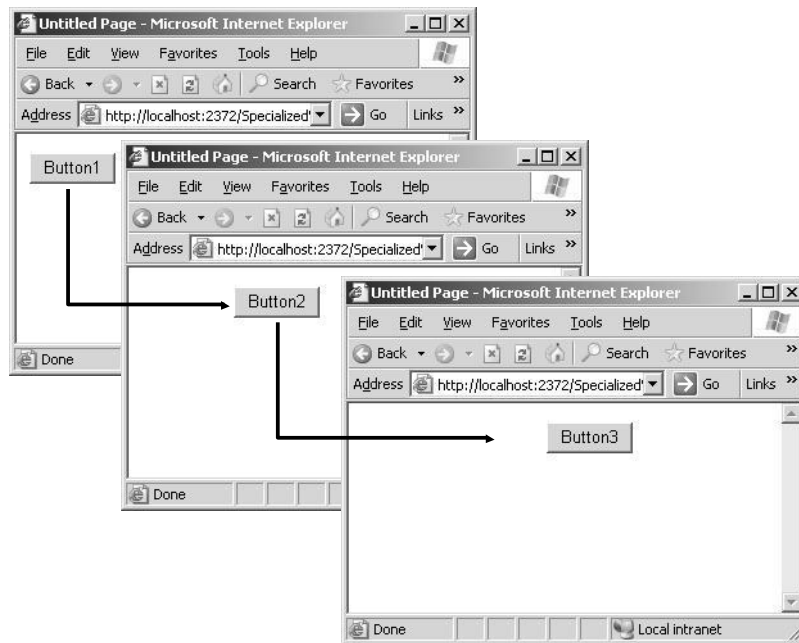 Untitled Page - Microsoft Internet Explorer
File Edit View Favorites Tools Help
Back Search Favorites »
Address http://localhost:2372/Specialized' Go Links »
Button1
Done
Untitled Page - Microsoft Internet Explorer
File Edit View Favorites Tools Help
Back Search Favorites »
Address http://localhost:2372/Specialized' Go Links »
Button2
Done
Untitled Page - Microsoft Internet Explorer
File Edit View Favorites Tools Help
Back Search Favorites »
Address http://localhost:2372/Specialized' Go Links »
Button3
Done Local intranet